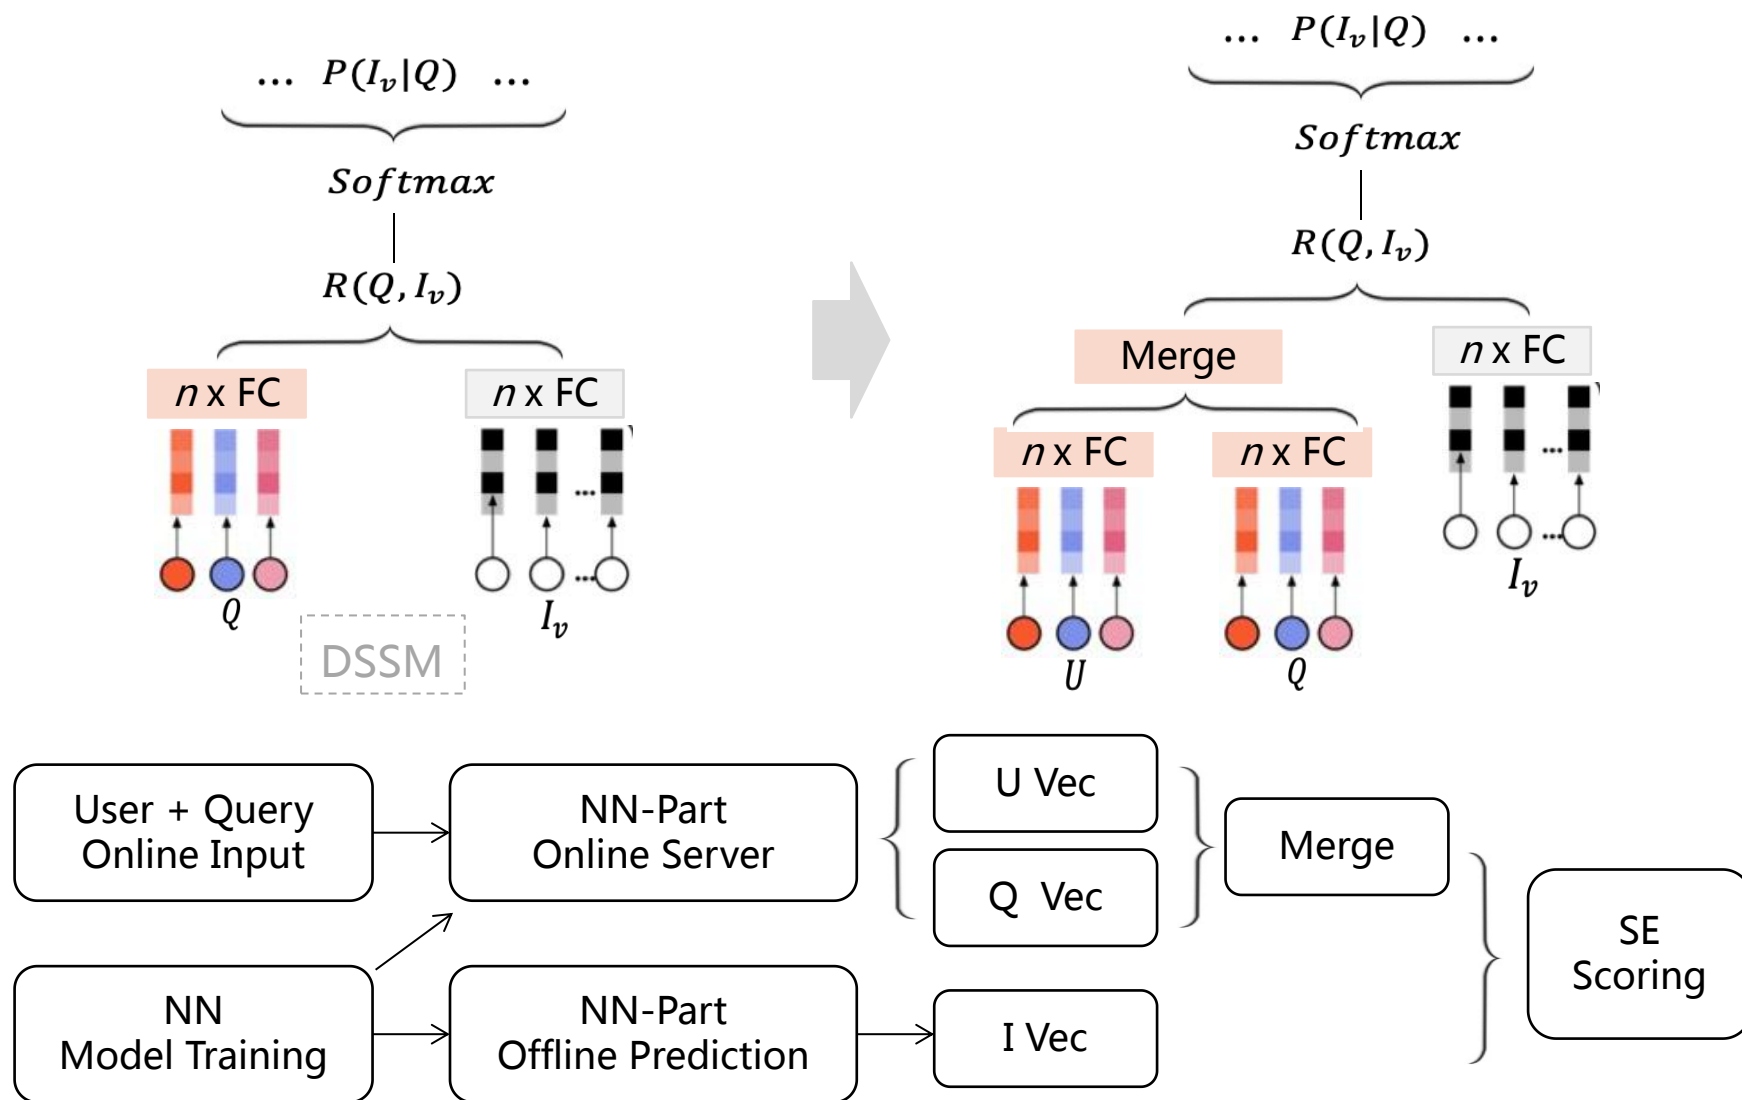 ... P(I_v|Q) ...
Softmax
R(Q, I_v)
n x FC
n x FC
...
...
Q
I_v
DSSM
... P(I_v|Q) ...
Softmax
R(Q, I_v)
Merge
n x FC
n x FC
n x FC
...
...
I_v
U
Q
User + Query
Online Input
NN-Part
Online Server
U Vec
Q Vec
Merge
SE
Scoring
NN
Model Training
NN-Part
Offline Prediction
I Vec